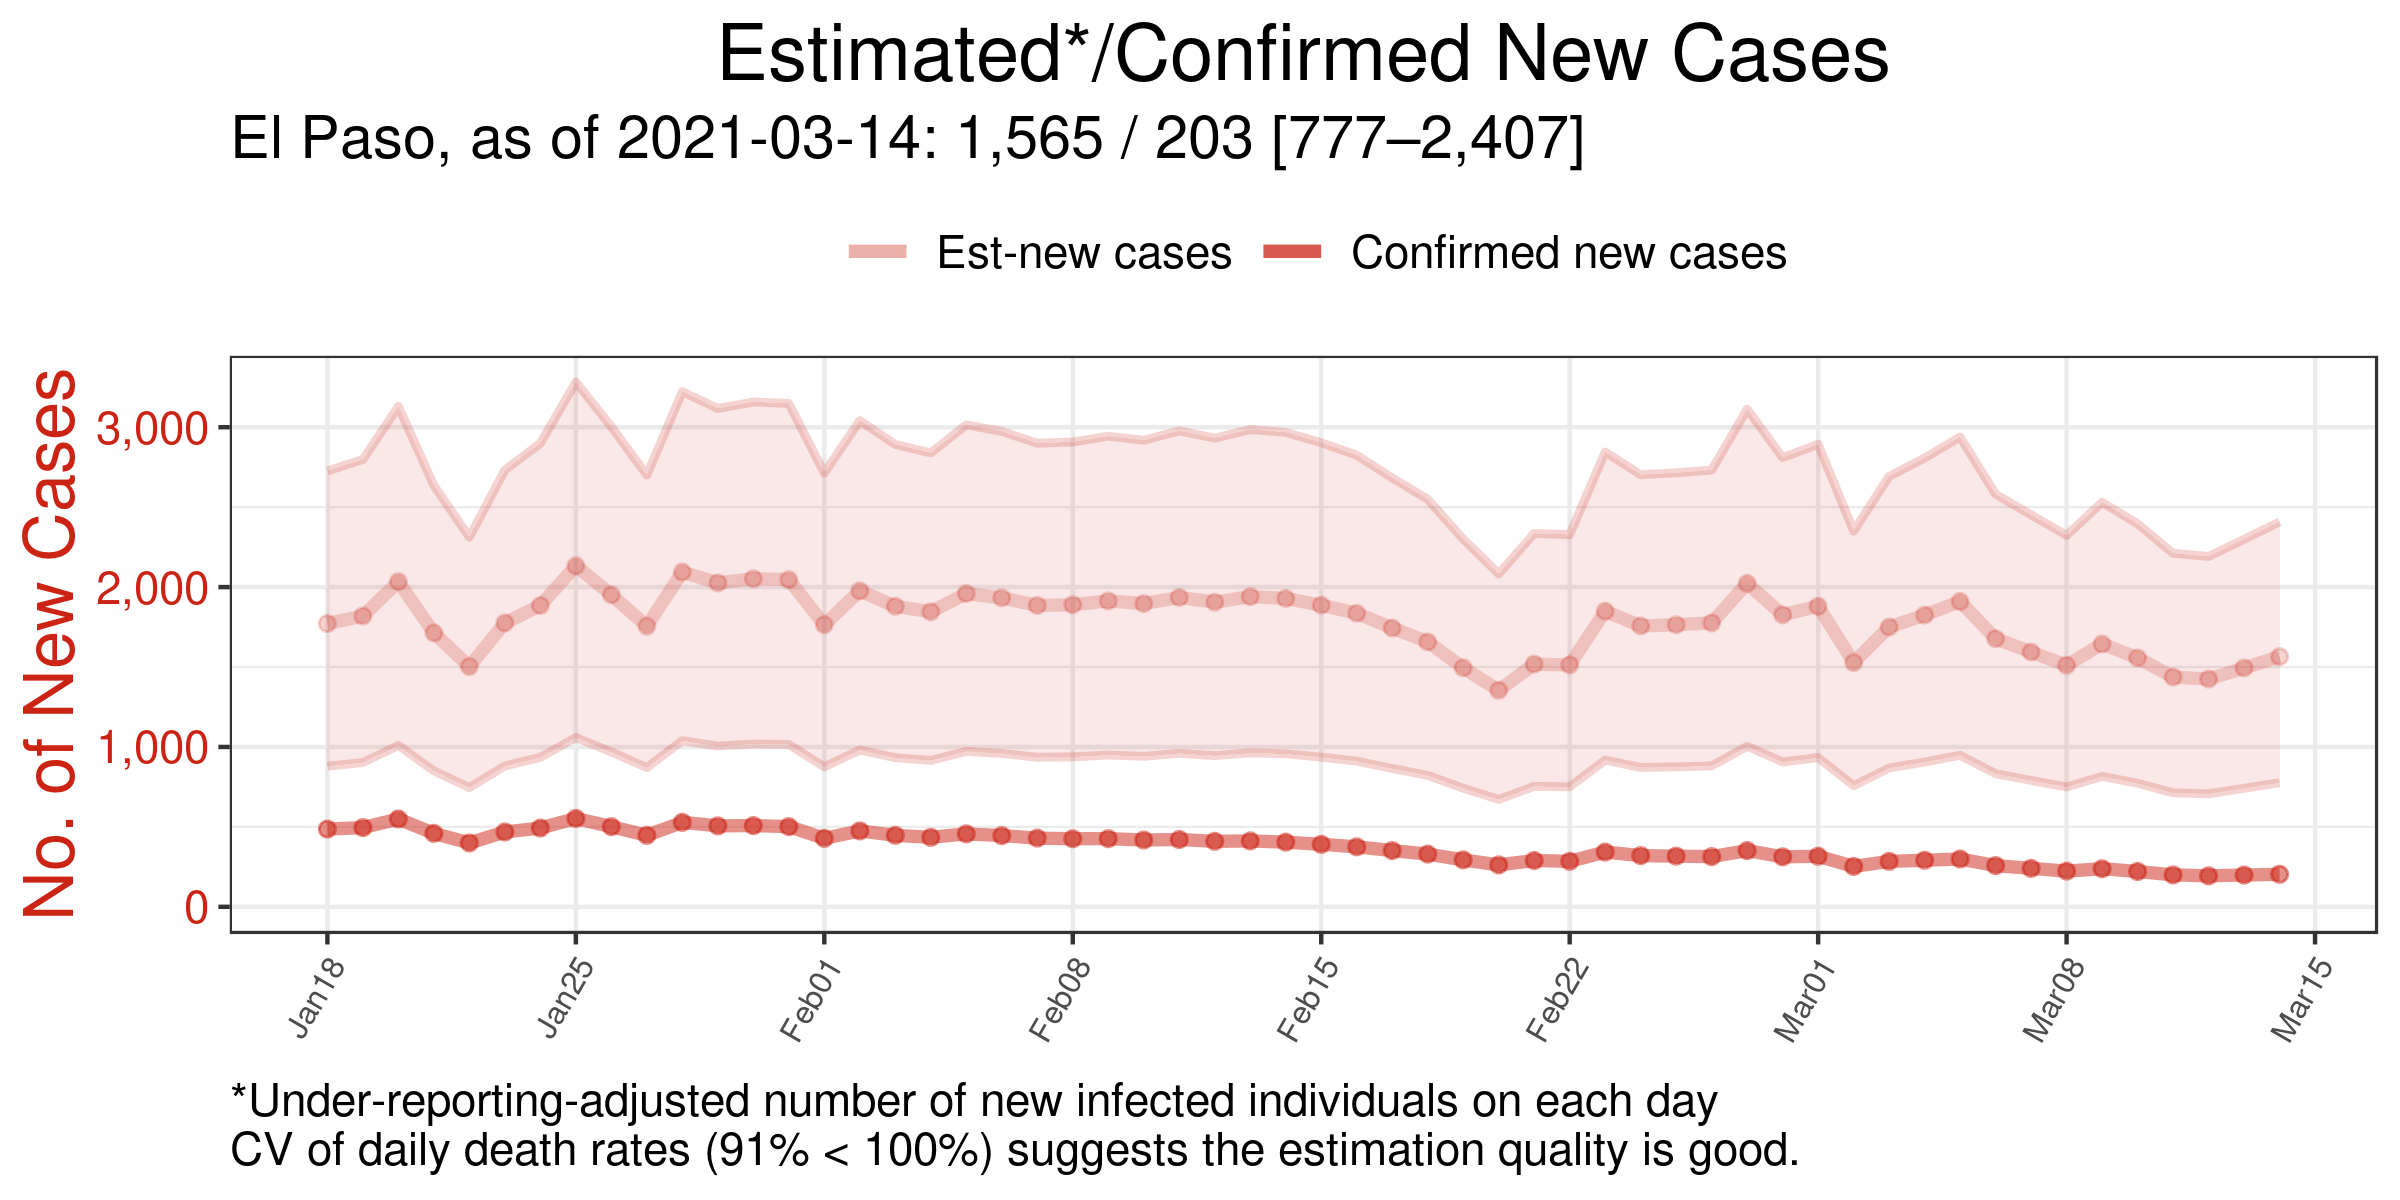 Estimated*/Confirmed New Cases
El Paso, as of 2021-03-14: 1,565 / 203 [777–2,407]
Est-new cases
Confirmed new cases
No. of New Cases
3,000
2,000
1,000
0
Jan18
Jan25
Feb01
Feb08
Feb15
Feb22
Mar01
Mar08
Mar15
*Under-reporting-adjusted number of new infected individuals on each day
CV of daily death rates (91% < 100%) suggests the estimation quality is good.